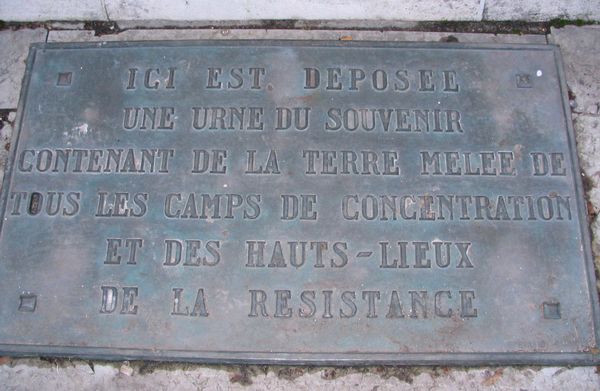 ICI EST DEPOSEE
UNE URNE DU SOUVENIR
CONTENANT DE LA TERRE MELEE DE
TOUS LES CAMPS DE CONCENTRATION
ET DES HAUTS-LIEUX
DE LA RESISTANCE